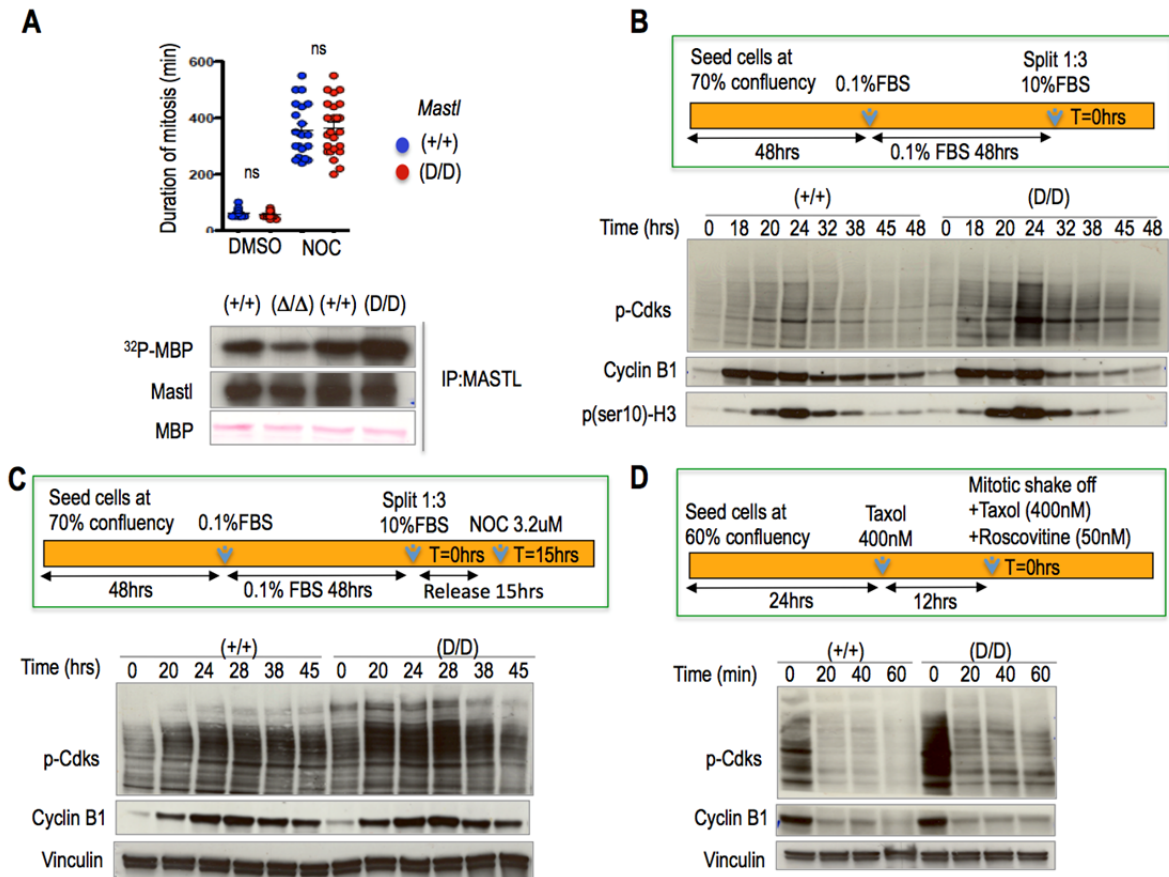 A
Duration of mitosis (min)
600
400
200
0
ns
ns
DMSO NOC
Mastl
(+/+)
(D/D)
(+/+) (Δ/Δ) (+/+) (D/D)
³²P-MBP
Mastl
MBP
IP:MASTL
B
Seed cells at
70% confluency
0.1%FBS
Split 1:3
10%FBS
T=0hrs
48hrs
0.1% FBS 48hrs
(+/+) (D/D)
Time (hrs) 0 18 20 24 32 38 45 48 0 18 20 24 32 38 45 48
p-Cdks
Cyclin B1
p(ser10)-H3
C
Seed cells at
70% confluency
0.1%FBS
Split 1:3
10%FBS
NOC 3.2uM
T=0hrs
T=15hrs
48hrs
0.1% FBS 48hrs
Release 15hrs
(+/+) (D/D)
Time (hrs) 0 20 24 28 38 45 0 20 24 28 38 45
p-Cdks
Cyclin B1
Vinculin
D
Seed cells at
60% confluency
Taxol
400nM
Mitotic shake off
+Taxol (400nM)
+Roscovitine (50nM)
T=0hrs
24hrs
12hrs
(+/+) (D/D)
Time (min) 0 20 40 60 0 20 40 60
p-Cdks
Cyclin B1
Vinculin